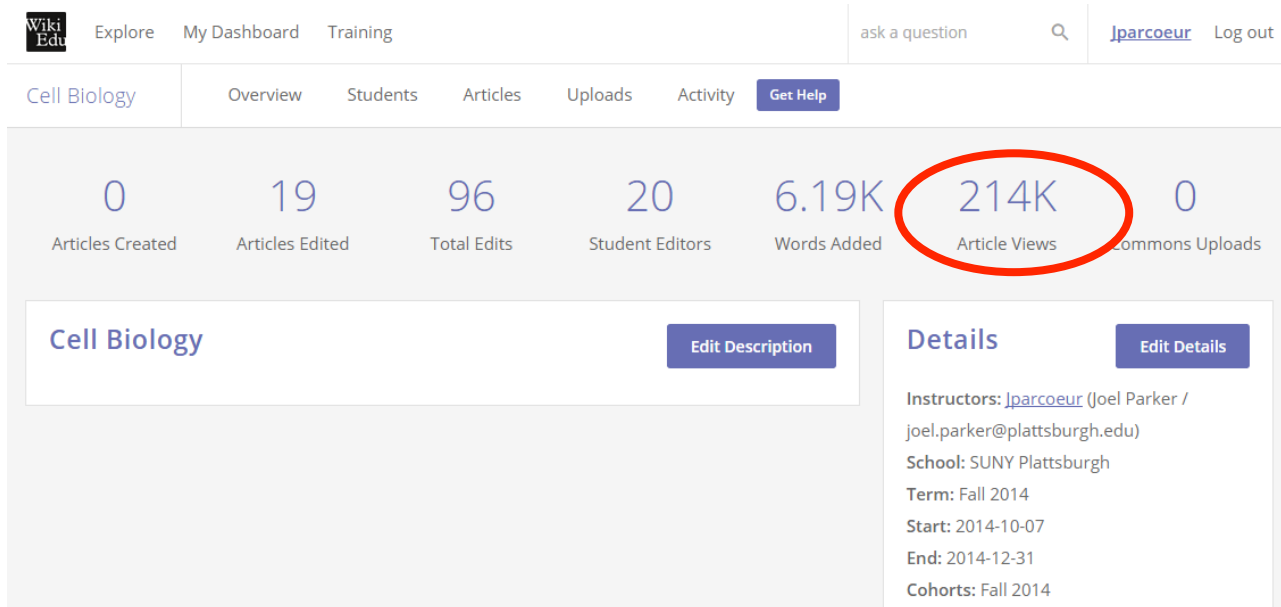 Wiki
Edu
Explore My Dashboard Training ask a question Jparcoeur Log out
Cell Biology Overview Students Articles Uploads Activity Get Help
0 19 96 20 6.19K 214K 0
Articles Created Articles Edited Total Edits Student Editors Words Added Article Views Commons Uploads
Cell Biology Edit Description Details Edit Details
Instructors: Jparcoeur (Joel Parker /
joel.parker@plattsburgh.edu)
School: SUNY Plattsburgh
Term: Fall 2014
Start: 2014-10-07
End: 2014-12-31
Cohorts: Fall 2014